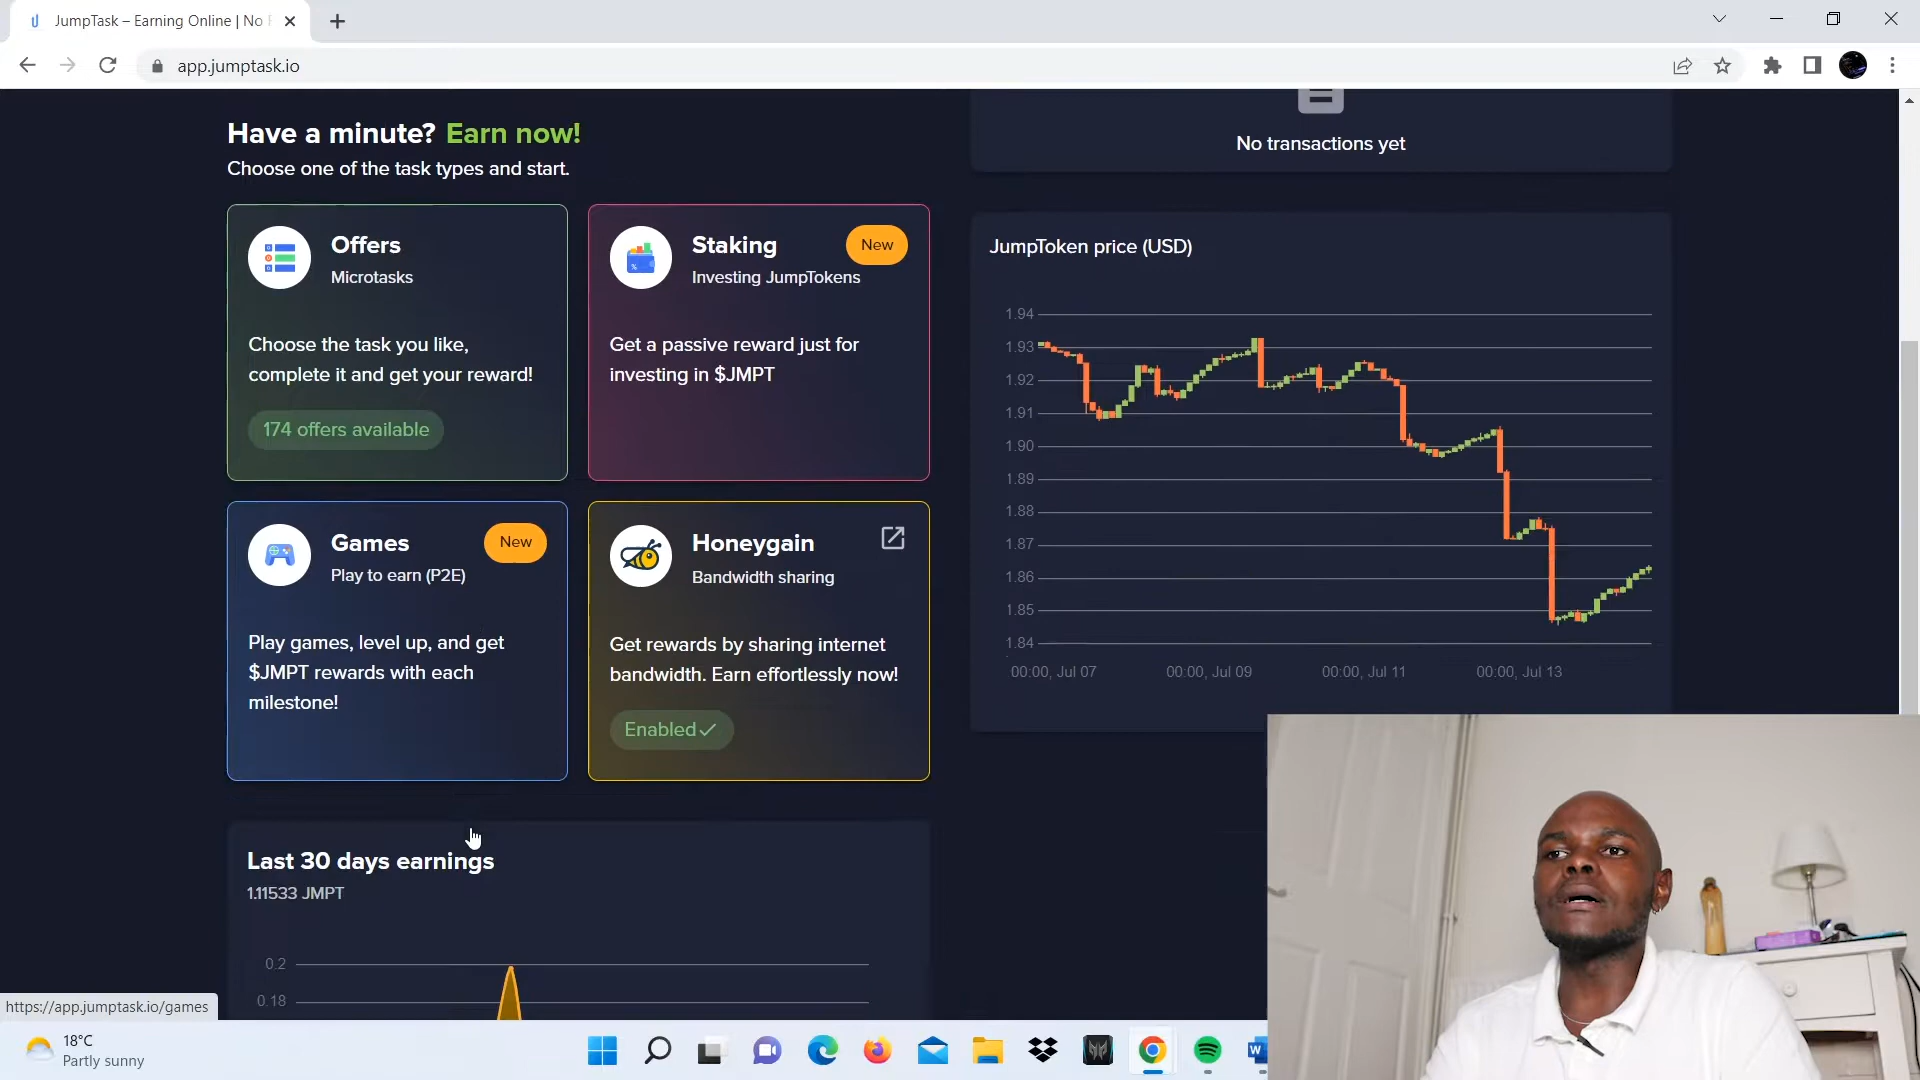 JumpTask – Earning Online | No F
app.jumptask.io
Have a minute? Earn now!
Choose one of the task types and start.
No transactions yet
Offers
Microtasks
Choose the task you like,
complete it and get your reward!
174 offers available
Staking
New
Investing JumpTokens
Get a passive reward just for
investing in $JMPT
JumpToken price (USD)
1.94
1.93
1.92
1.91
1.90
1.89
1.88
1.87
1.86
1.85
1.84
00:00, Jul 07
00:00, Jul 09
00:00, Jul 11
00:00, Jul 13
Games
New
Play to earn (P2E)
Play games, level up, and get
$JMPT rewards with each
milestone!
Honeygain
Bandwidth sharing
Get rewards by sharing internet
bandwidth. Earn effortlessly now!
Enabled✓
Last 30 days earnings
1.11533 JMPT
0.2
0.18
https://app.jumptask.io/games
18°C
Partly sunny
W